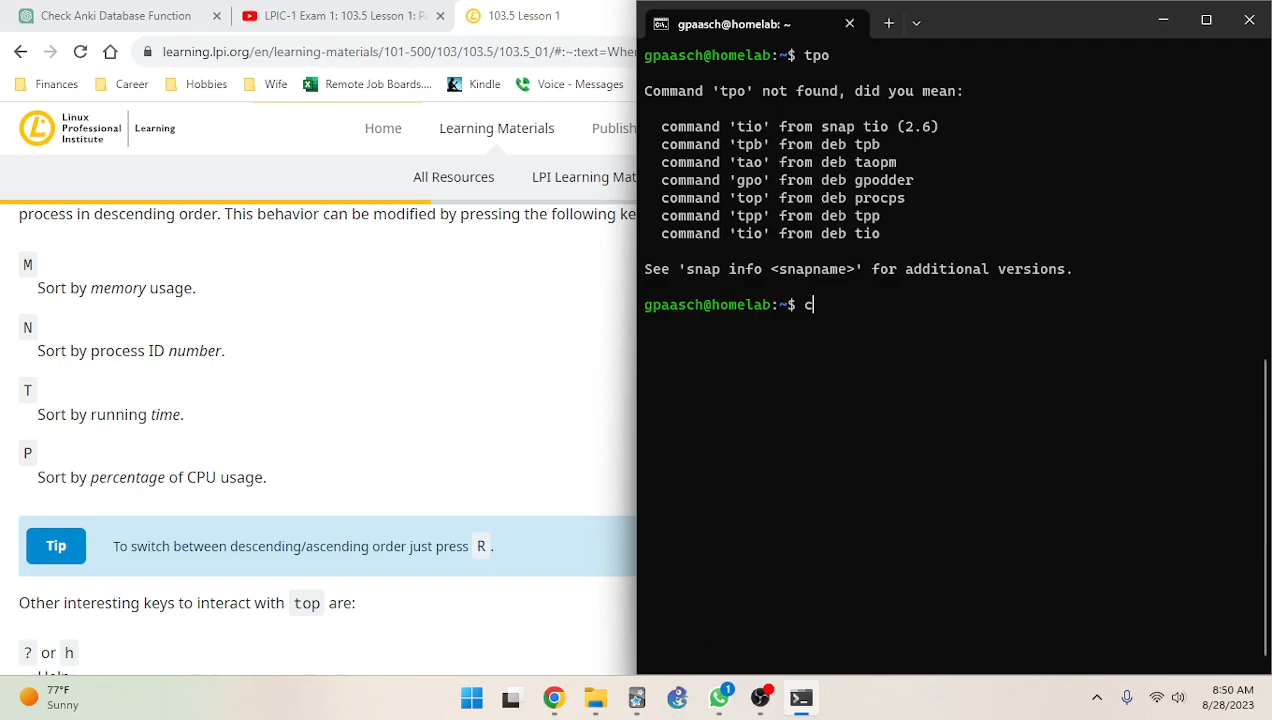 Check Anki Database Function
LPIC-1 Exam 1: 103.5 Lesson 1: P
103.5 Lesson 1
learning.lpi.org/en/learning-materials/101-500/103/103.5/103.5_01/#:~:text=Whe
Finances
Career
Hobbies
Wife
Remote Job Boards....
Kindle
Voice - Messages
Linux
Professional
Institute
Learning
Home
Learning Materials
Publish
All Resources
LPI Learning Mat
process in descending order. This behavior can be modified by pressing the following ke
M
Sort by memory usage.
N
Sort by process ID number.
T
Sort by running time.
P
Sort by percentage of CPU usage.
Tip
To switch between descending/ascending order just press R.
Other interesting keys to interact with top are:
? or h
gpaasch@homelab: ~
gpaasch@homelab:~$ tpo
Command 'tpo' not found, did you mean:
command 'tio' from snap tio (2.6)
command 'tpb' from deb tpb
command 'tao' from deb taopm
command 'gpo' from deb gpodder
command 'top' from deb procps
command 'tpp' from deb tpp
command 'tio' from deb tio
See 'snap info <snapname>' for additional versions.
gpaasch@homelab:~$ c
77°F
Sunny
1
8:50 AM
8/28/2023